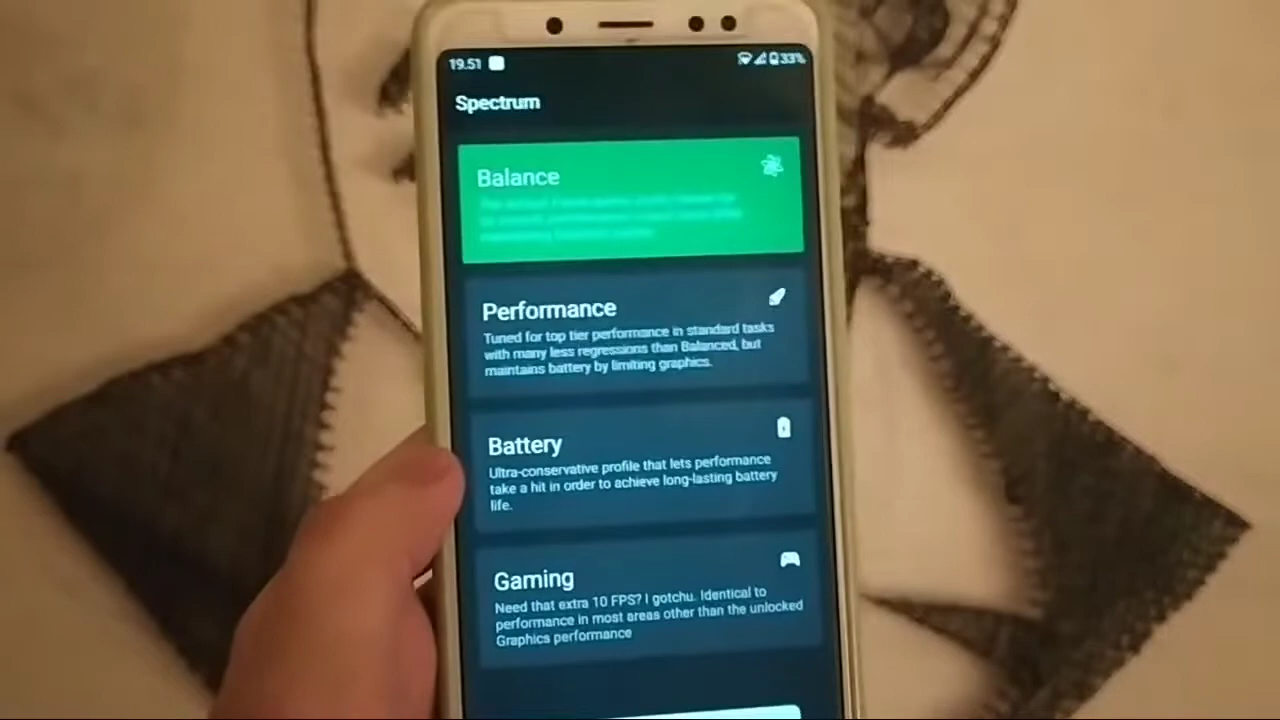 19.51
33%
Spectrum
Balance
Performance
Tuned for top tier performance in standard tasks
with many less regressions than Balanced, but
maintains battery by limiting graphics.
Battery
Ultra-conservative profile that lets performance
take a hit in order to achieve long-lasting battery
life.
Gaming
Need that extra 10 FPS? I gotchu. Identical to
performance in most areas other than the unlocked
Graphics performance